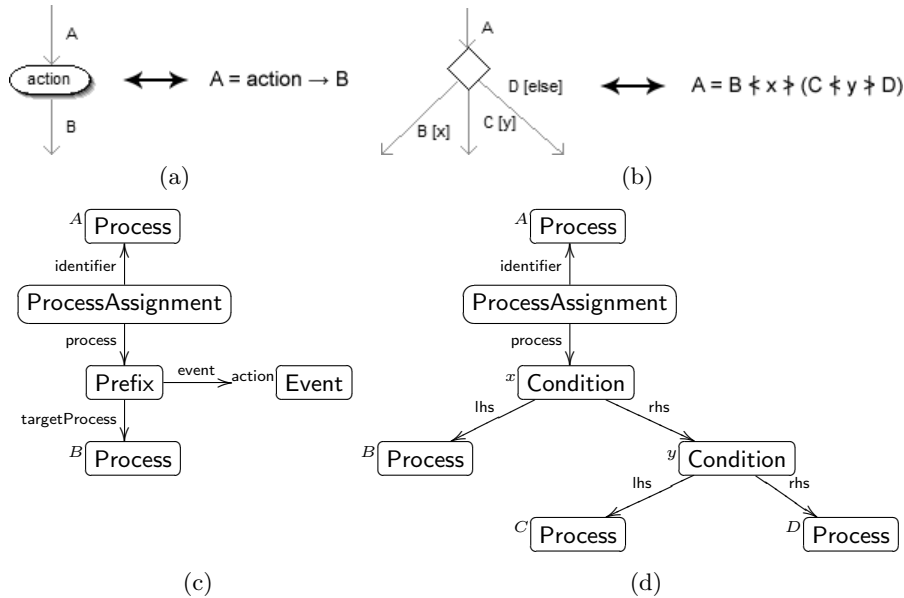 A
action
B
A = action → B
(a)
A
D [else]
B [x]
C [y]
A = B ≮ x ≯ (C ≮ y ≯ D)
(b)
A Process
identifier
ProcessAssignment
process
Prefix
event
action Event
targetProcess
B Process
(c)
A Process
identifier
ProcessAssignment
process
x Condition
lhs
rhs
B Process
y Condition
lhs
rhs
C Process
D Process
(d)